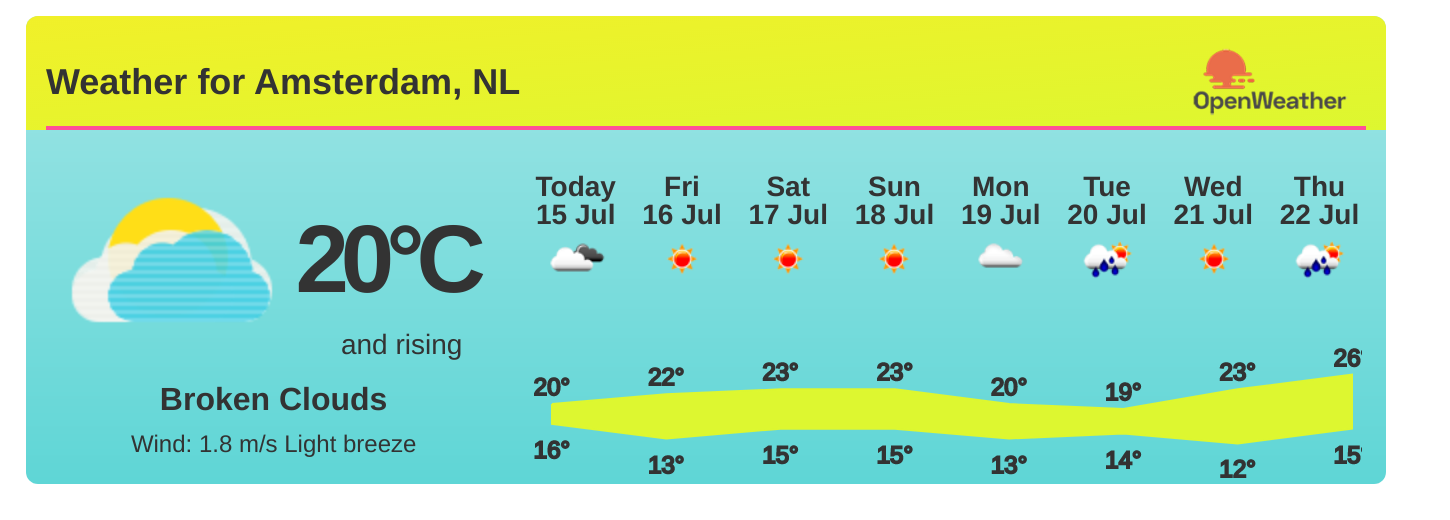 Weather for Amsterdam, NL
OpenWeather
20°C
and rising
Broken Clouds
Wind: 1.8 m/s Light breeze
Today Fri Sat Sun Mon Tue Wed Thu
15 Jul 16 Jul 17 Jul 18 Jul 19 Jul 20 Jul 21 Jul 22 Jul
20° 22° 23° 23° 20° 19° 23° 26°
16° 13° 15° 15° 13° 14° 12° 15°